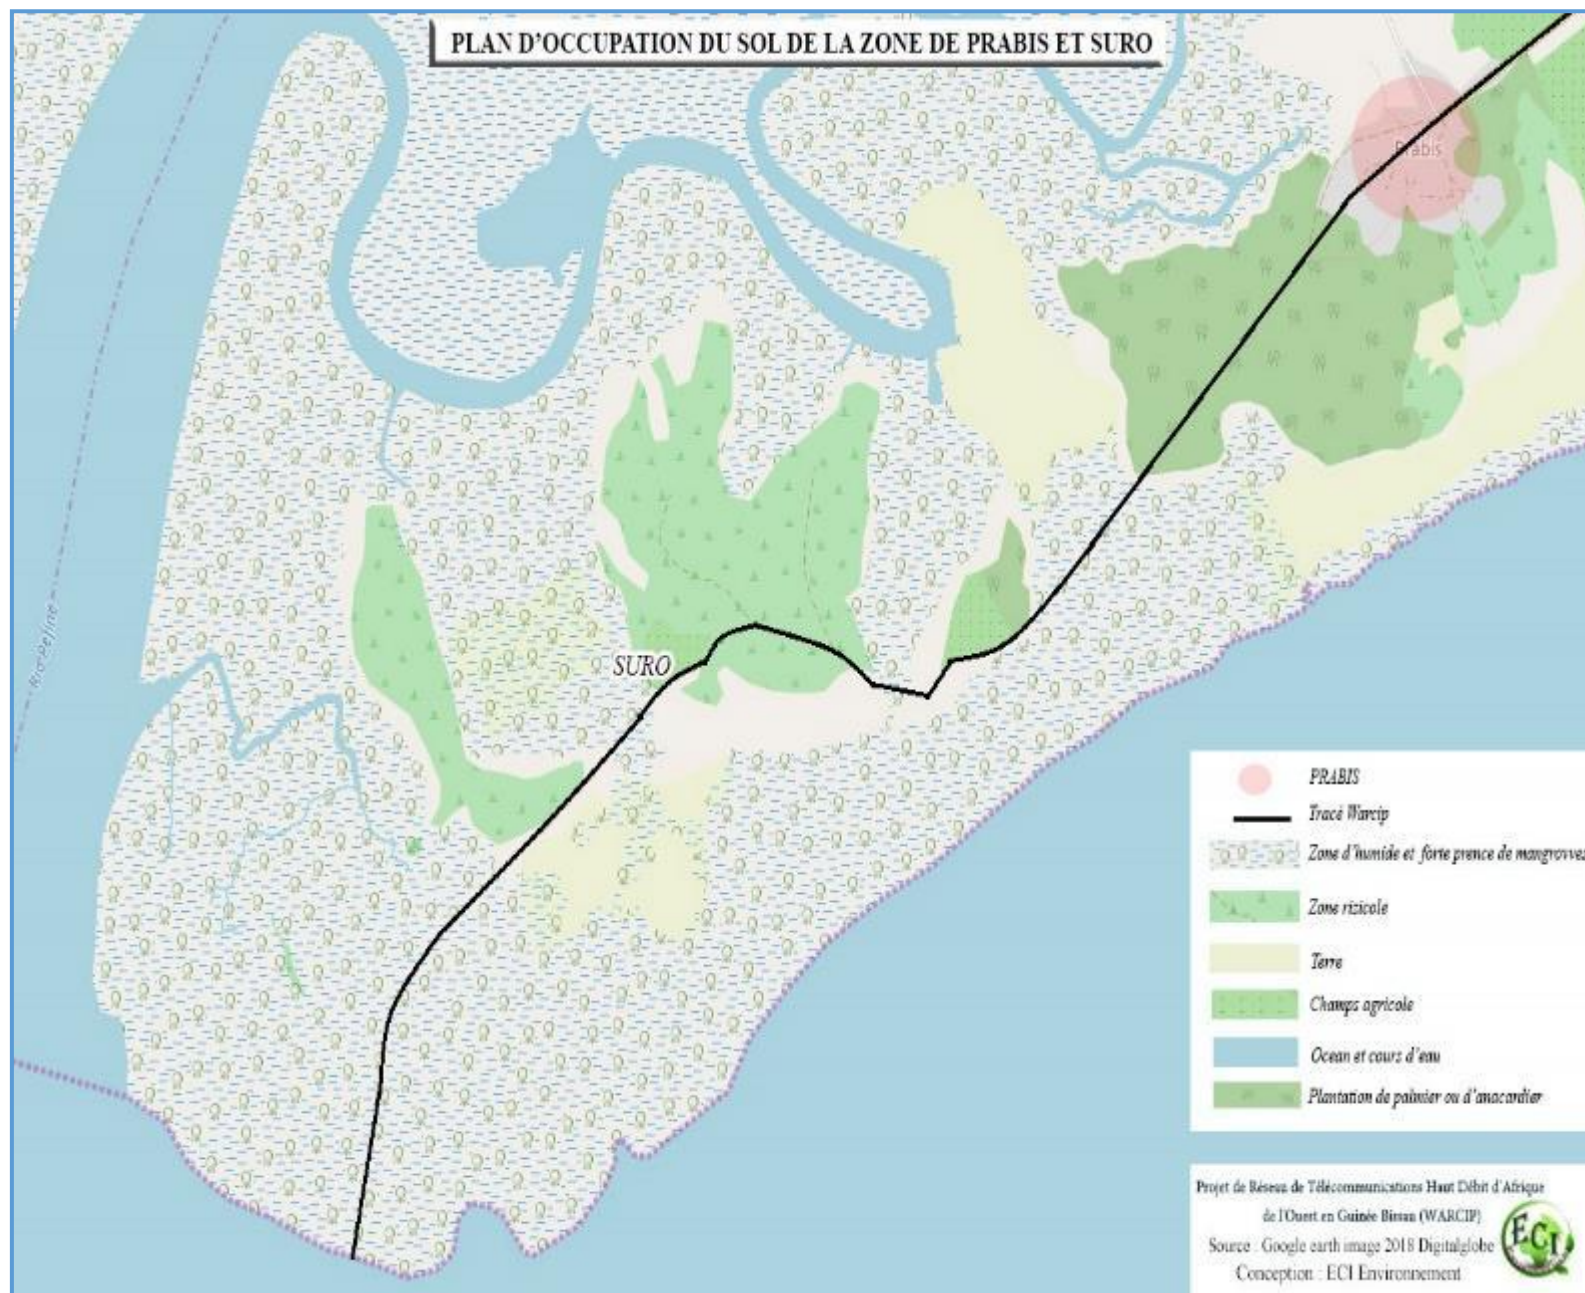 PLAN D'OCCUPATION DU SOL DE LA ZONE DE PRABIS ET SURO
Prabis
SURO
PRABIS
Tracé Warcip
Zone d'humide et forte prence de mangrovvez
Zone rizicole
Terre
Champs agricole
Ocean et cours d'eau
Plantation de palmier ou d'anacardier
Projet de Réseau de Télécommunications Haut Débit d'Afrique
de l'Ouest en Guinée Bissau (WARCIP)
Source : Google earth image 2018 Digitalglobe
Conception : ECI Environnement
ECI